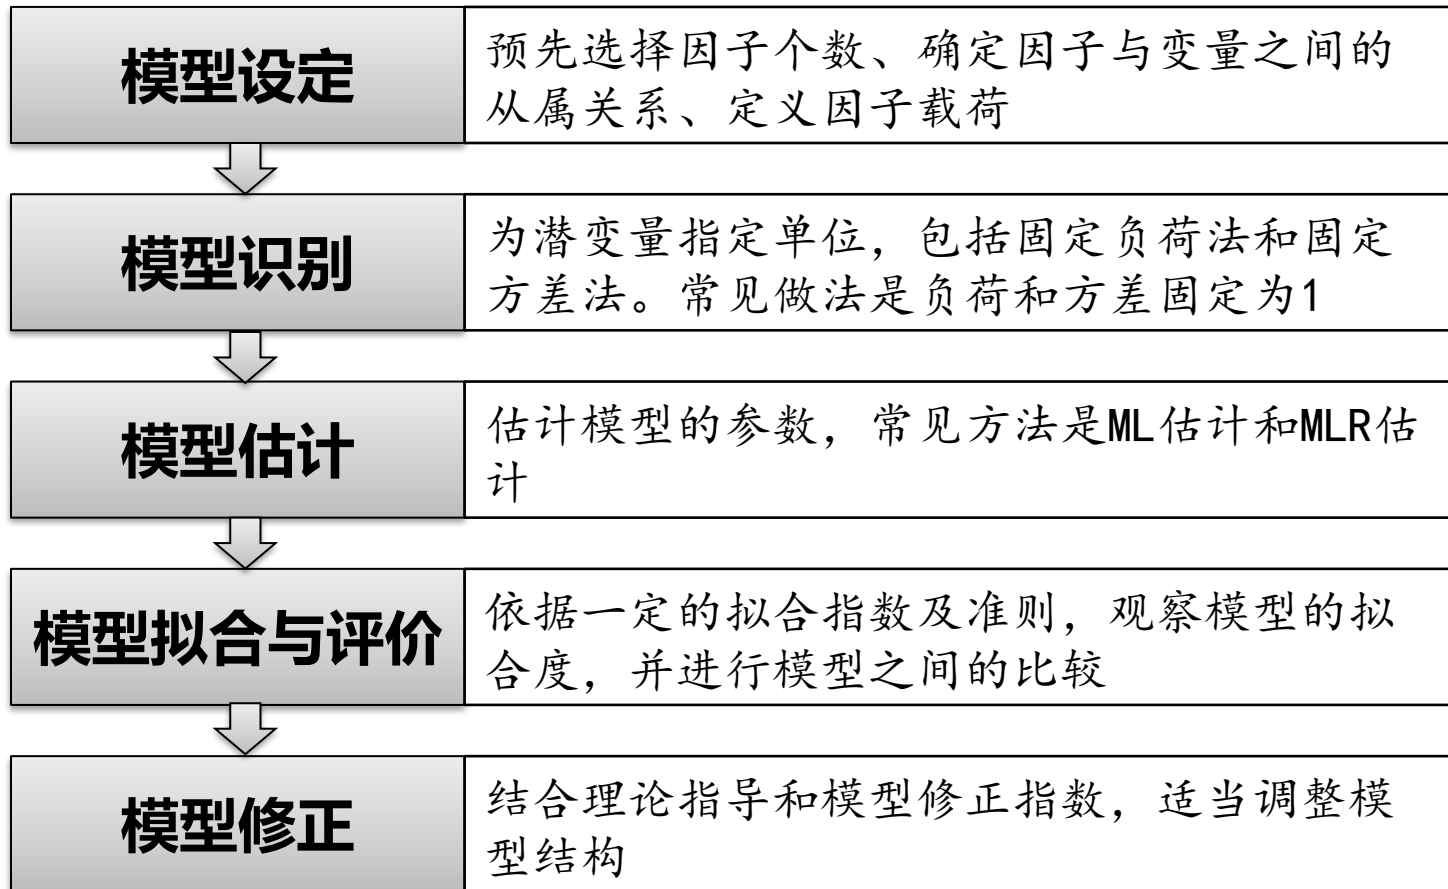 模型设定
预先选择因子个数、确定因子与变量之间的
从属关系、定义因子载荷
模型识别
为潜变量指定单位，包括固定负荷法和固定
方差法。常见做法是负荷和方差固定为1
模型估计
估计模型的参数，常见方法是ML估计和MLR估
计
模型拟合与评价
依据一定的拟合指数及准则，观察模型的拟
合度，并进行模型之间的比较
模型修正
结合理论指导和模型修正指数，适当调整模
型结构